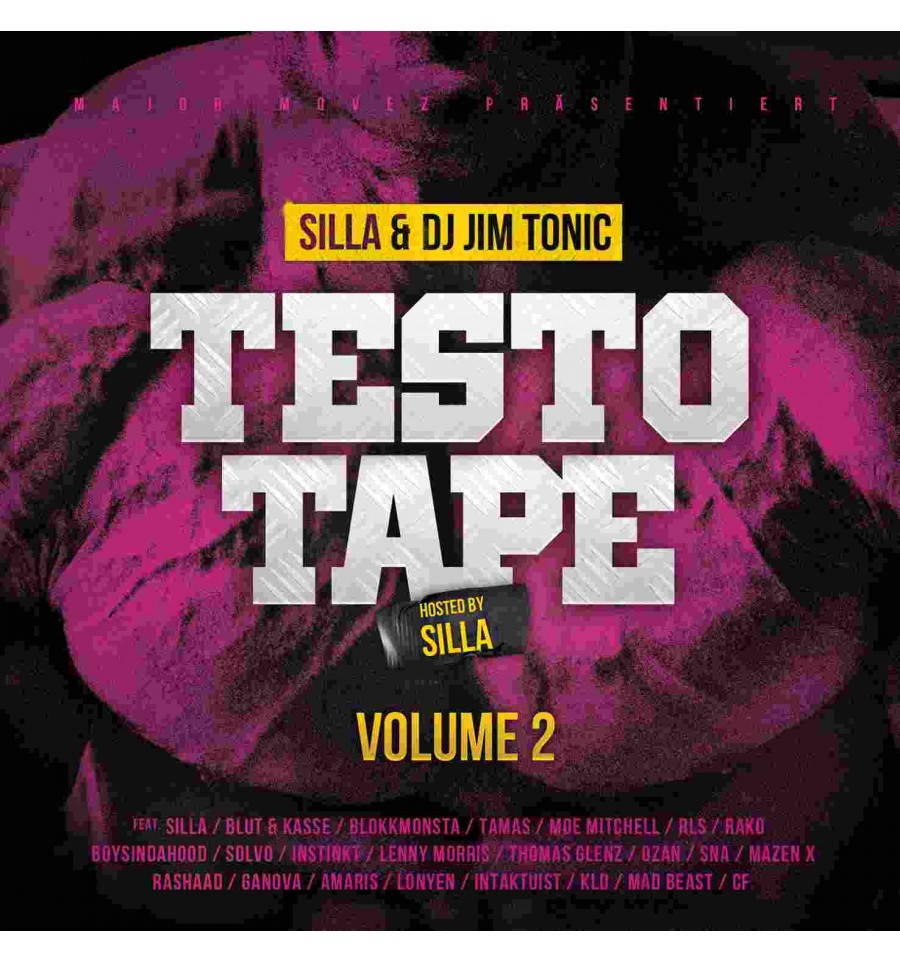 MAJOR MOVEZ PRÄSENTIERT
SILLA & DJ JIM TONIC
TESTO
TAPE
HOSTED BY
SILLA
VOLUME 2
FEAT. SILLA / BLUT & KASSE / BLOKKMONSTA / TAMAS / MOE MITCHELL / RLS / RAKO
BOYSINDAHOOD / SOLVO / INSTINKT / LENNY MORRIS / THOMAS GLENZ / OZAN / SNA / MAZEN X
RASHAAD / GANOVA / AMARIS / LONYEN / INTAKTUIST / KLD / MAD BEAST / CF